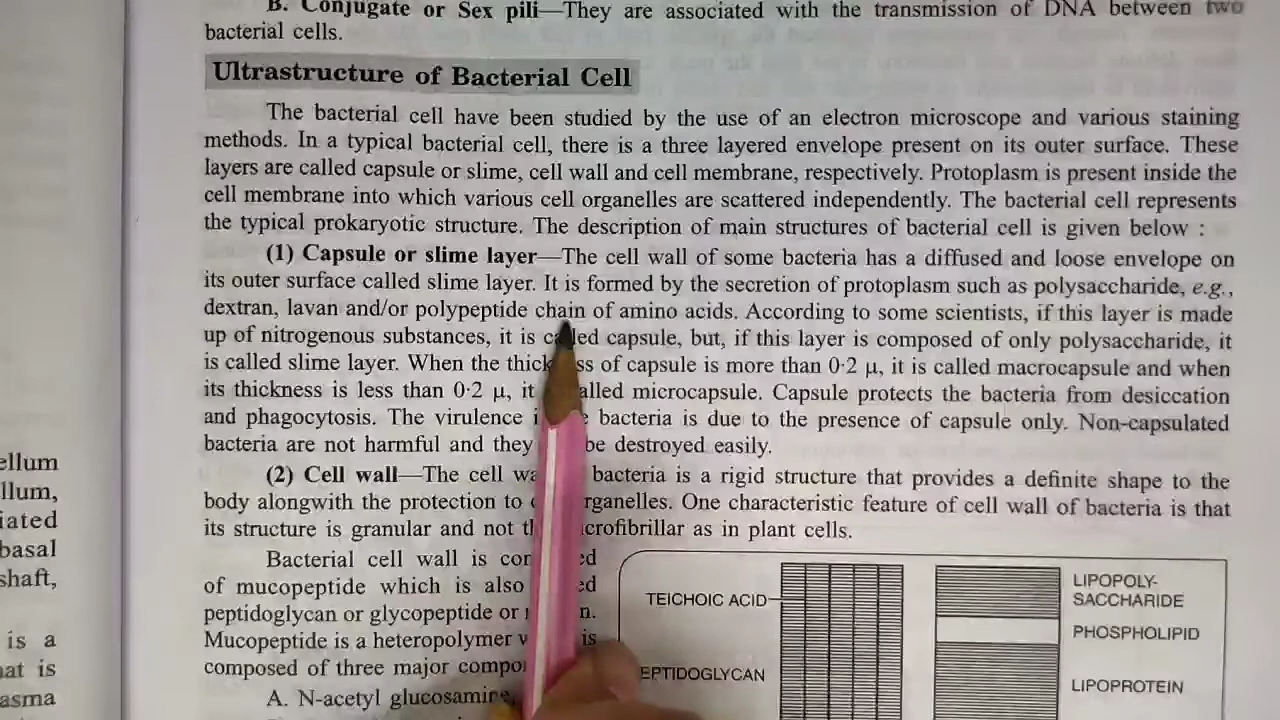 B. Conjugate or Sex pili—They are associated with the transmission of DNA between two
bacterial cells.
Ultrastructure of Bacterial Cell
The bacterial cell have been studied by the use of an electron microscope and various staining
methods. In a typical bacterial cell, there is a three layered envelope present on its outer surface. These
layers are called capsule or slime, cell wall and cell membrane, respectively. Protoplasm is present inside the
cell membrane into which various cell organelles are scattered independently. The bacterial cell represents
the typical prokaryotic structure. The description of main structures of bacterial cell is given below :
(1) Capsule or slime layer—The cell wall of some bacteria has a diffused and loose envelope on
its outer surface called slime layer. It is formed by the secretion of protoplasm such as polysaccharide, e.g.,
dextran, lavan and/or polypeptide chain of amino acids. According to some scientists, if this layer is made
up of nitrogenous substances, it is called capsule, but, if this layer is composed of only polysaccharide, it
is called slime layer. When the thick ss of capsule is more than 0·2 μ, it is called macrocapsule and when
its thickness is less than 0·2 μ, it alled microcapsule. Capsule protects the bacteria from desiccation
and phagocytosis. The virulence bacteria is due to the presence of capsule only. Non-capsulated
bacteria are not harmful and they be destroyed easily.
(2) Cell wall—The cell wa bacteria is a rigid structure that provides a definite shape to the
body alongwith the protection to rganelles. One characteristic feature of cell wall of bacteria is that
its structure is granular and not crofibrillar as in plant cells.
Bacterial cell wall is com ed
of mucopeptide which is also ed
peptidoglycan or glycopeptide or n.
Mucopeptide is a heteropolymer is
composed of three major compo
A. N-acetyl glucosamine,
TEICHOIC ACID
EPTIDOGLYCAN
LIPOPOLY-
SACCHARIDE
PHOSPHOLIPID
LIPOPROTEIN
ellum
llum,
iated
basal
shaft,
is a
hat is
asma